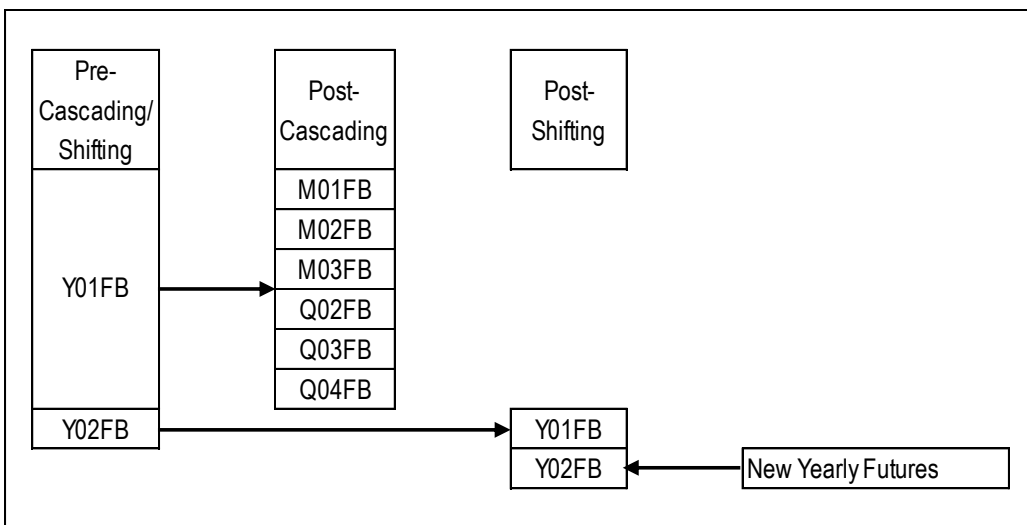 Pre-
Cascading/
Shifting
Post-
Cascading
Post-
Shifting
Y01FB
M01FB
M02FB
M03FB
Q02FB
Q03FB
Q04FB
Y02FB
Y01FB
Y02FB
New Yearly Futures